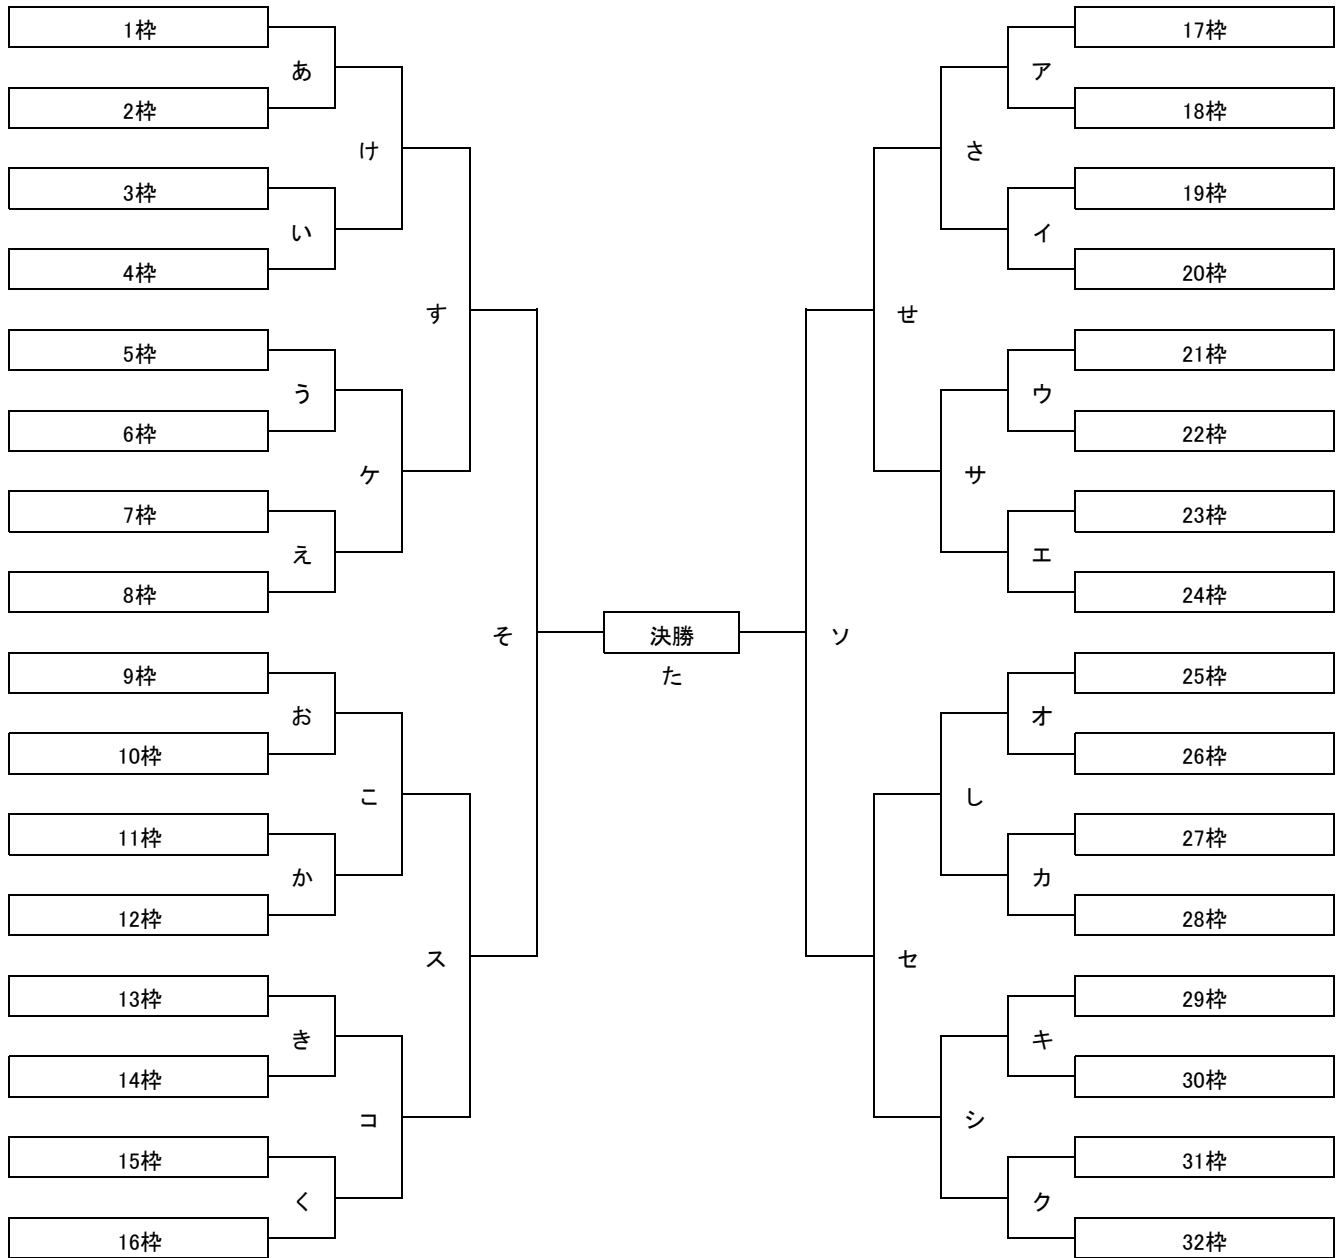 1枠
あ
2枠
け
3枠
い
4枠
す
5枠
う
6枠
ケ
7枠
え
8枠
そ
9枠
お
10枠
こ
11枠
か
12枠
ス
13枠
き
14枠
コ
15枠
く
16枠
決勝
た
17枠
ア
18枠
さ
19枠
イ
20枠
せ
21枠
ウ
22枠
サ
23枠
エ
24枠
ソ
25枠
オ
26枠
し
27枠
カ
28枠
セ
29枠
キ
30枠
シ
31枠
ク
32枠